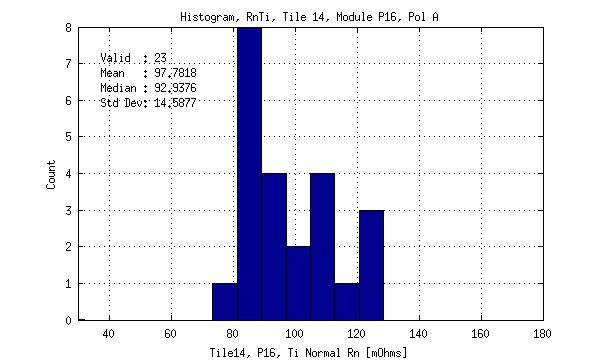 Histogram, RnTi, Tile 14, Module P16, Pol A
8
7
6
5
4
3
2
1
0
Count
Valid : 23
Mean : 97.7818
Median : 92.9376
Std Dev: 14.5877
40 60 80 100 120 140 160 180
Tile14, P16, Ti Normal Rn [mOhms]